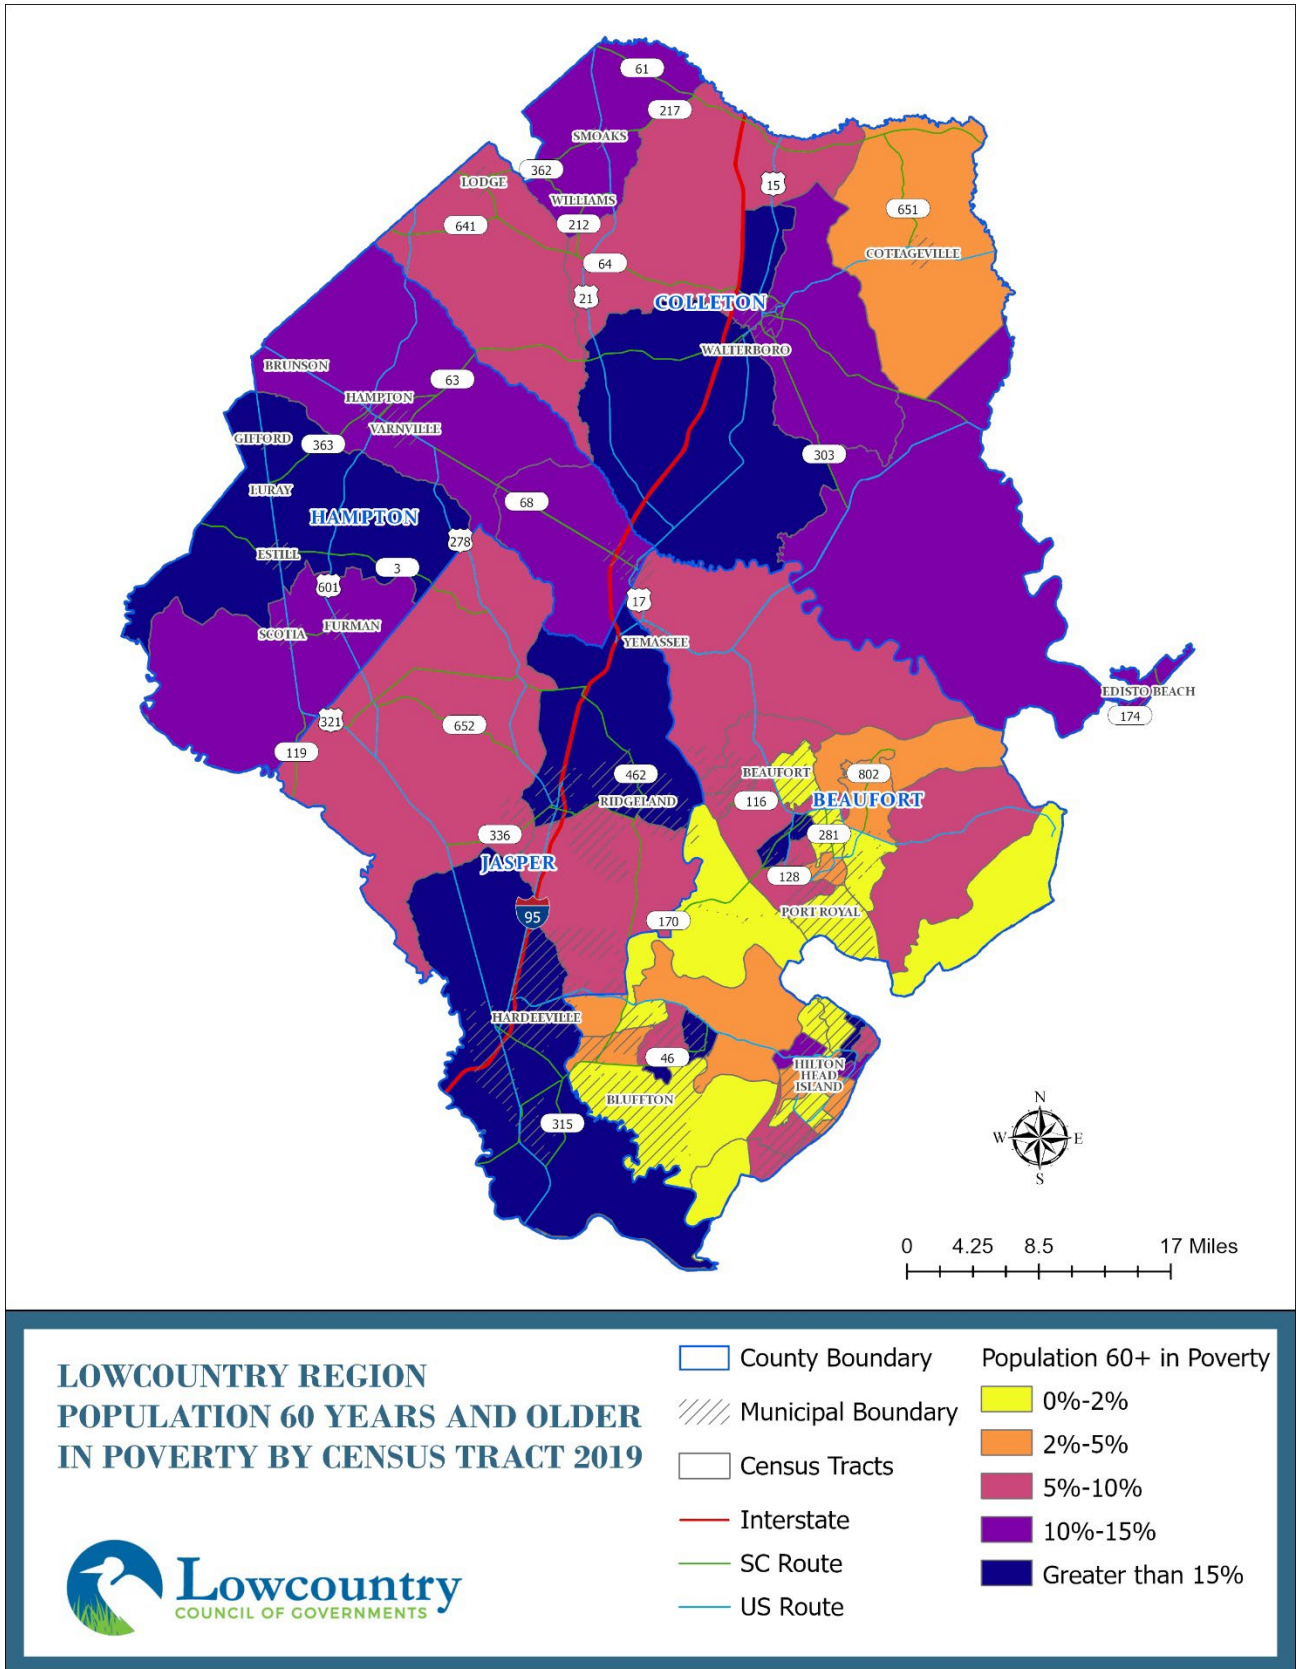 61
217
SMOAKS
362
LODGE
15
WILLIAMS
651
212
641
COTTAGEVILLE
64
21
COLLETON
WALTERBORO
BRUNSON
63
HAMPTON
VARNVILLE
GIFFORD
363
303
LURAY
68
HAMPTON
278
ESTILL
3
601
17
FURMAN
SCOTIA
YEMASSEE
EDISTO BEACH
174
321
652
119
BEAUFORT
802
462
BEAUFORT
RIDGELAND
116
336
281
JASPER
128
95
PORT ROYAL
170
HARDEEVILLE
46
HILTON
HEAD
ISLAND
BLUFFTON
315
N
W E
S
0 4.25 8.5 17 Miles
LOWCOUNTRY REGION
POPULATION 60 YEARS AND OLDER
IN POVERTY BY CENSUS TRACT 2019
Lowcountry
COUNCIL OF GOVERNMENTS
County Boundary
Municipal Boundary
Census Tracts
Interstate
SC Route
US Route
Population 60+ in Poverty
0%-2%
2%-5%
5%-10%
10%-15%
Greater than 15%